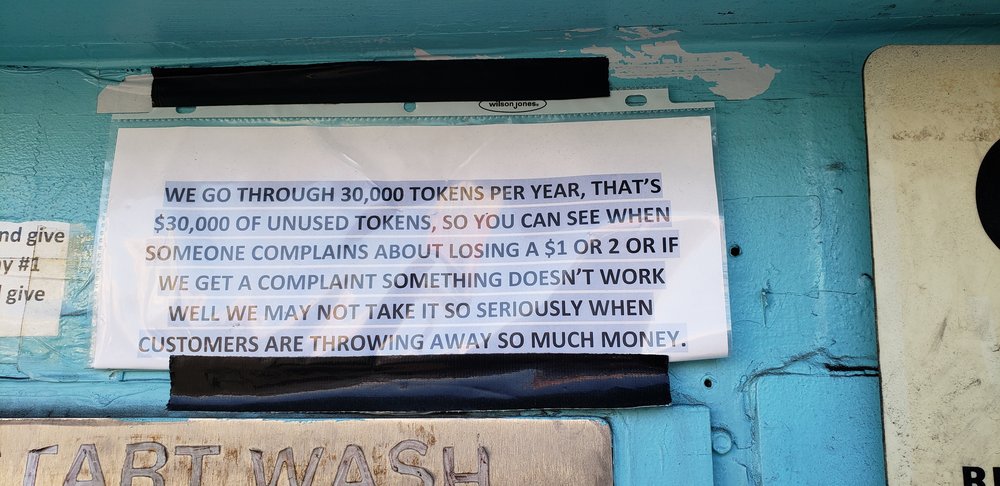 wilson jones.
WE GO THROUGH 30,000 TOKENS PER YEAR, THAT'S
$30,000 OF UNUSED TOKENS, SO YOU CAN SEE WHEN
SOMEONE COMPLAINS ABOUT LOSING A $1 OR 2 OR IF
WE GET A COMPLAINT SOMETHING DOESN'T WORK
WELL WE MAY NOT TAKE IT SO SERIOUSLY WHEN
CUSTOMERS ARE THROWING AWAY SO MUCH MONEY.
nd give
y #1
give
TART WASH